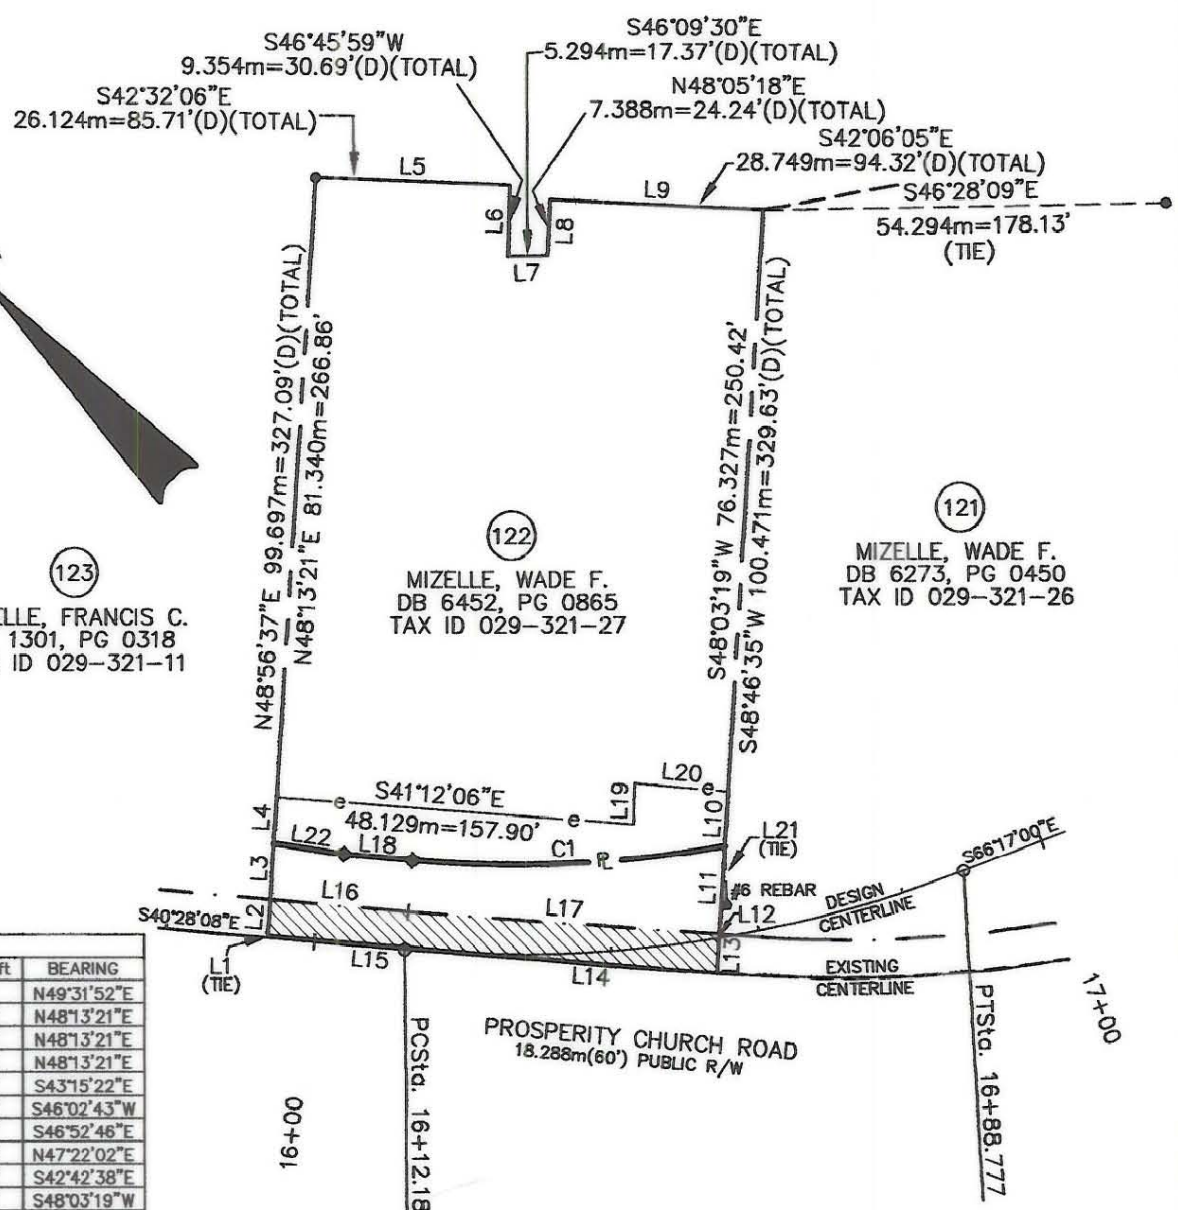 S46°09'30"E
5.294m=17.37'(D)(TOTAL)
S46°45'59"W
9.354m=30.69'(D)(TOTAL)
N48°05'18"E
7.388m=24.24'(D)(TOTAL)
S42°32'06"E
26.124m=85.71'(D)(TOTAL)
S42°06'05"E
28.749m=94.32'(D)(TOTAL)
S46°28'09"E
54.294m=178.13'
(TIE)
L5
L6
L7
L8
L9
N48°56'37"E 99.697m=327.09'(D)(TOTAL)
N48°13'21"E 81.340m=266.86'
S48°03'19"W 76.327m=250.42'
S48°46'35"W 100.471m=329.63'(D)(TOTAL)
123
ELLE, FRANCIS C.
1301, PG 0318
ID 029-321-11
122
MIZELLE, WADE F.
DB 6452, PG 0865
TAX ID 029-321-27
121
MIZELLE, WADE F.
DB 6273, PG 0450
TAX ID 029-321-26
L4
e
S41°12'06"E
48.129m=157.90'
e
L19
L20
e
L10
L22
L18
C1
PL
L21
(TIE)
L3
L16
L17
L11
#6 REBAR
L12
S66°17'00"E
DESIGN
CENTERLINE
S40°28'08"E
L2
L1
(TIE)
L15
L14
L13
EXISTING
CENTERLINE
17+00
PROSPERITY CHURCH ROAD
18.288m(60') PUBLIC R/W
16+00
PCSta. 16+12.18
PTSta. 16+88.777
ft BEARING
N49°31'52"E
N48°13'21"E
N48°13'21"E
N48°13'21"E
S43°15'22"E
S46°02'43"W
S46°52'46"E
N47°22'02"E
S42°42'38"E
S48°03'19"W